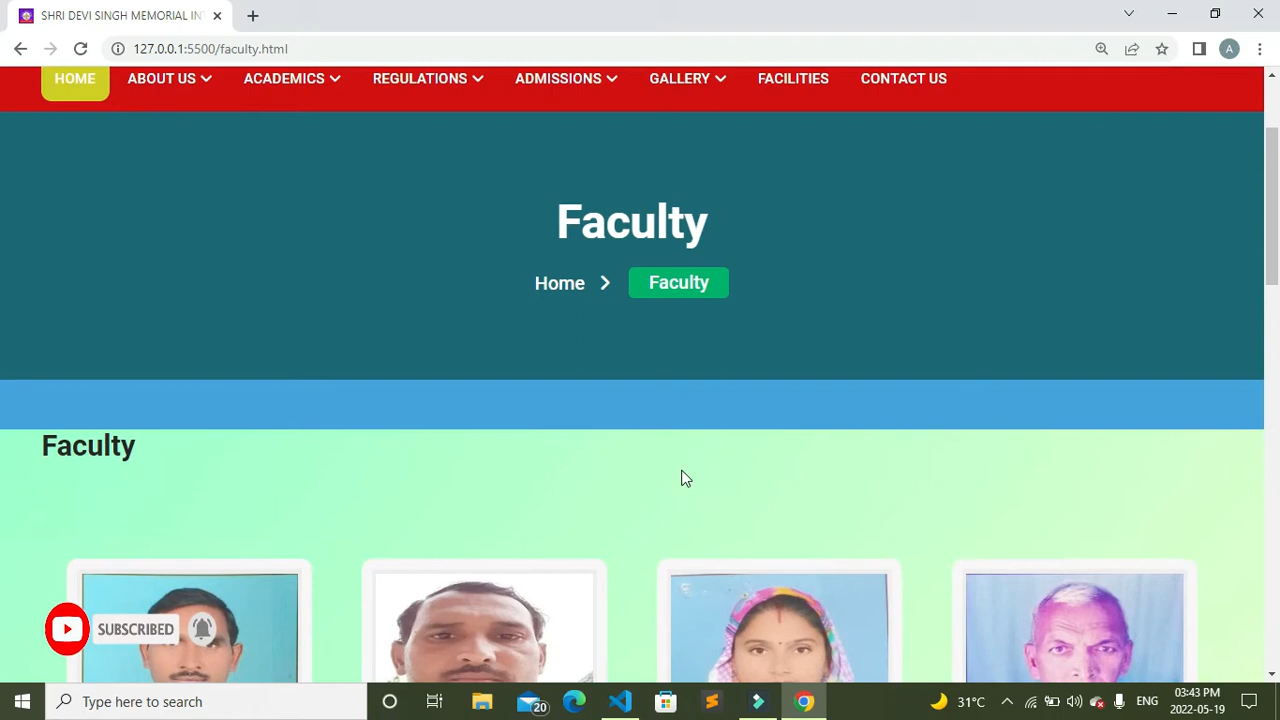 SHRI DEVI SINGH MEMORIAL INT
127.0.0.1:5500/faculty.html
A
HOME ABOUT US ACADEMICS REGULATIONS ADMISSIONS GALLERY FACILITIES CONTACT US
Faculty
Home Faculty
Faculty
SUBSCRIBED
Type here to search
20
31°C
ENG
03:43 PM
2022-05-19